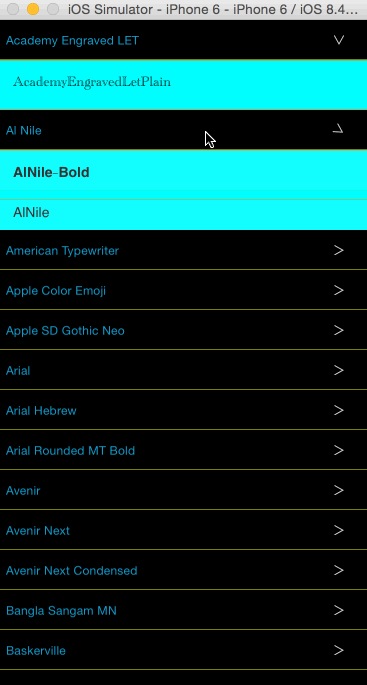 iOS Simulator - iPhone 6 - iPhone 6 / iOS 8.4...
Academy Engraved LET
AcademyEngravedLetPlain
Al Nile
AlNile-Bold
AlNile
American Typewriter
Apple Color Emoji
Apple SD Gothic Neo
Arial
Arial Hebrew
Arial Rounded MT Bold
Avenir
Avenir Next
Avenir Next Condensed
Bangla Sangam MN
Baskerville